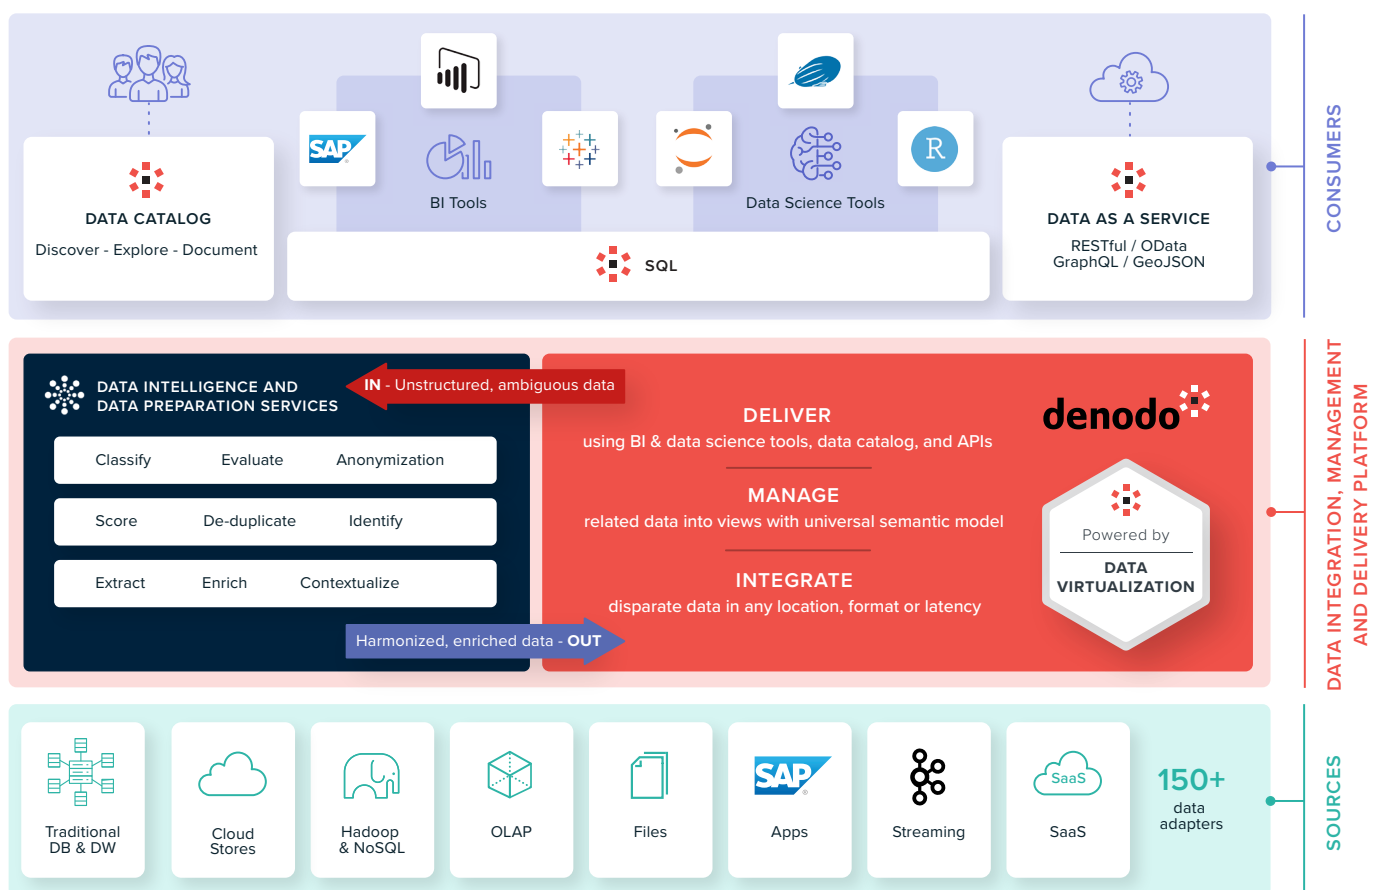 SAP
BI Tools
Data Science Tools
R
DATA CATALOG
Discover - Explore - Document
SQL
DATA AS A SERVICE
RESTful / OData
GraphQL / GeoJSON
CONSUMERS
DATA INTELLIGENCE AND
DATA PREPARATION SERVICES
IN - Unstructured, ambiguous data
Classify Evaluate Anonymization
Score De-duplicate Identify
Extract Enrich Contextualize
Harmonized, enriched data - OUT
DELIVER
using BI & data science tools, data catalog, and APIs
MANAGE
related data into views with universal semantic model
INTEGRATE
disparate data in any location, format or latency
denodo
Powered by
DATA
VIRTUALIZATION
DATA INTEGRATION, MANAGEMENT
AND DELIVERY PLATFORM
Traditional
DB & DW
Cloud
Stores
Hadoop
& NoSQL
OLAP
Files
SAP
Apps
Streaming
SaaS
SaaS
150+
data
adapters
SOURCES